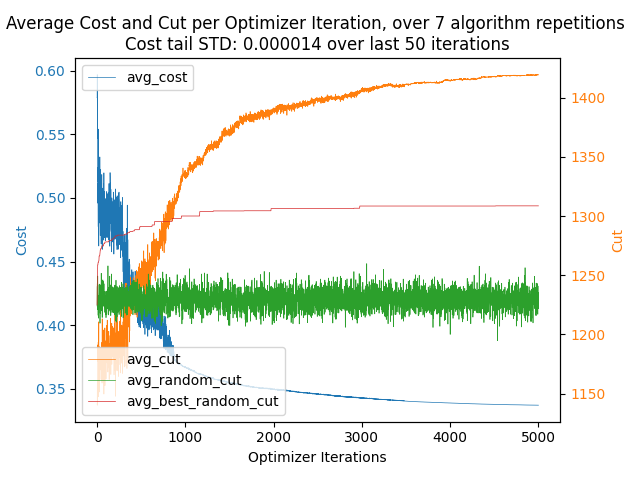 Average Cost and Cut per Optimizer Iteration, over 7 algorithm repetitions
Cost tail STD: 0.000014 over last 50 iterations
avg_cost
0.60
0.55
0.50
0.45
0.40
0.35
Cost
1400
1350
1300
1250
1200
1150
Cut
avg_cut
avg_random_cut
avg_best_random_cut
0
1000
2000
3000
4000
5000
Optimizer Iterations